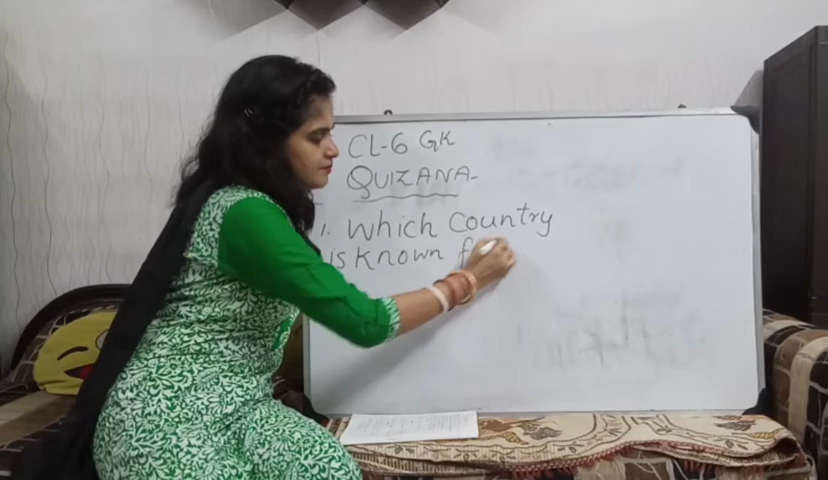 CL-6 GK
QUIZANA-
1. Which Country
is known f